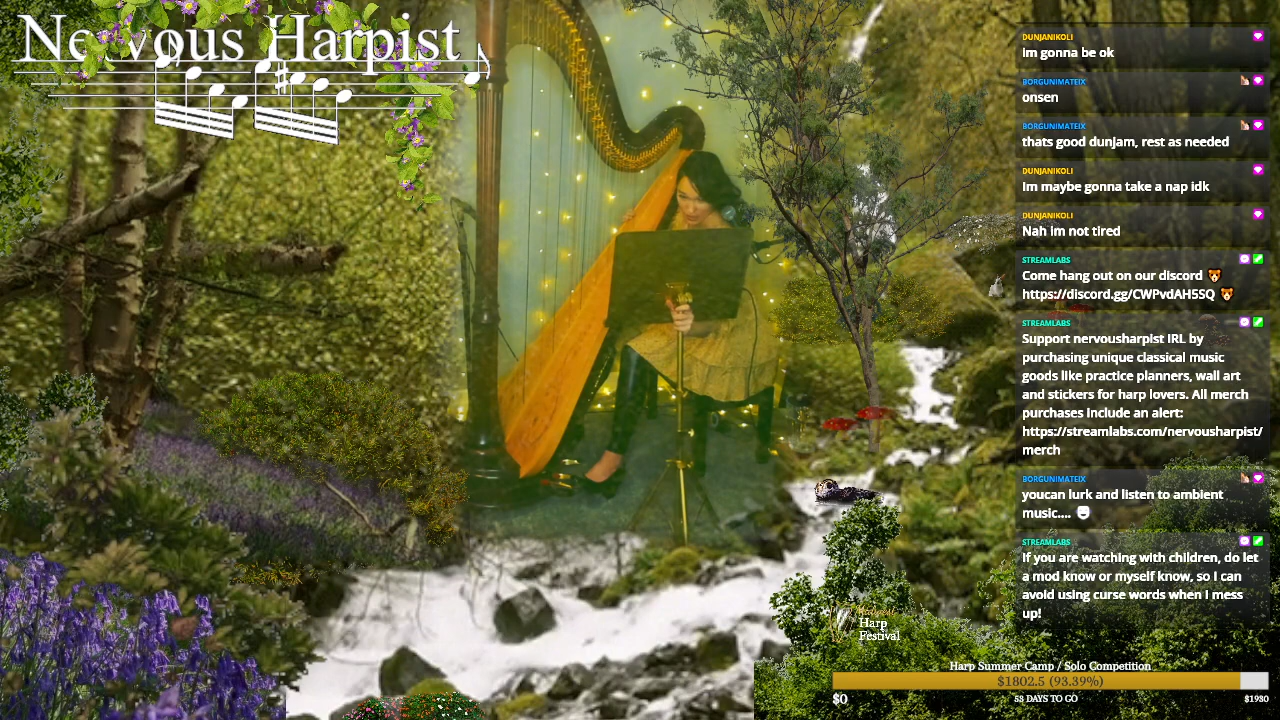 Nervous Harpist
DUNJANIKOLI
Im gonna be ok
BORGUNIMATEIX
onsen
BORGUNIMATEIX
thats good dunjam, rest as needed
DUNJANIKOLI
Im maybe gonna take a nap idk
DUNJANIKOLI
Nah im not tired
STREAMLABS
Come hang out on our discord 🐻
https://discord.gg/CWPvdAH5SQ 🐻
STREAMLABS
Support nervousharpist IRL by
purchasing unique classical music
goods like practice planners, wall art
and stickers for harp lovers. All merch
purchases include an alert:
https://streamlabs.com/nervousharpist/
merch
BORGUNIMATEIX
youcan lurk and listen to ambient
music....
STREAMLABS
If you are watching with children, do let
a mod know or myself know, so I can
avoid using curse words when I mess
up!
Harp
Festival
Harp Summer Camp / Solo Competition
$1802.5 (93.39%)
$0
53 DAYS TO GO
$1930